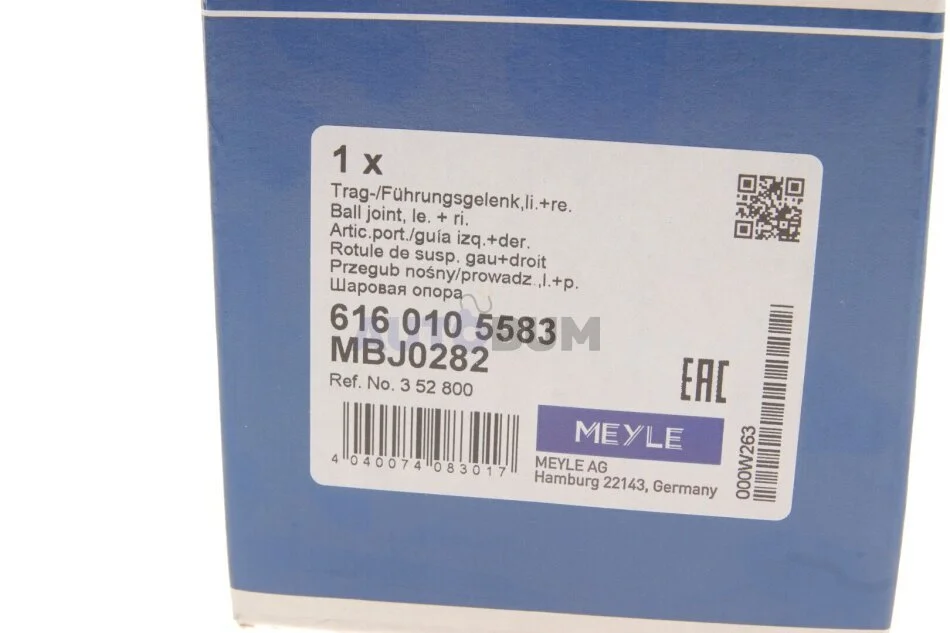 1 x
Trag-/Führungsgelenk,li.+re.
Ball joint, le. + ri.
Artic.port./guía izq.+der.
Rotule de susp. gau+droit
Przegub nośny/prowadz.,l.+p.
Шаровая опора
616 010 5583
AUTOBUM
MBJ0282
Ref. No. 3 52 800
EAC
4 040074 083017
MEYLE
MEYLE AG
Hamburg 22143, Germany
000W263